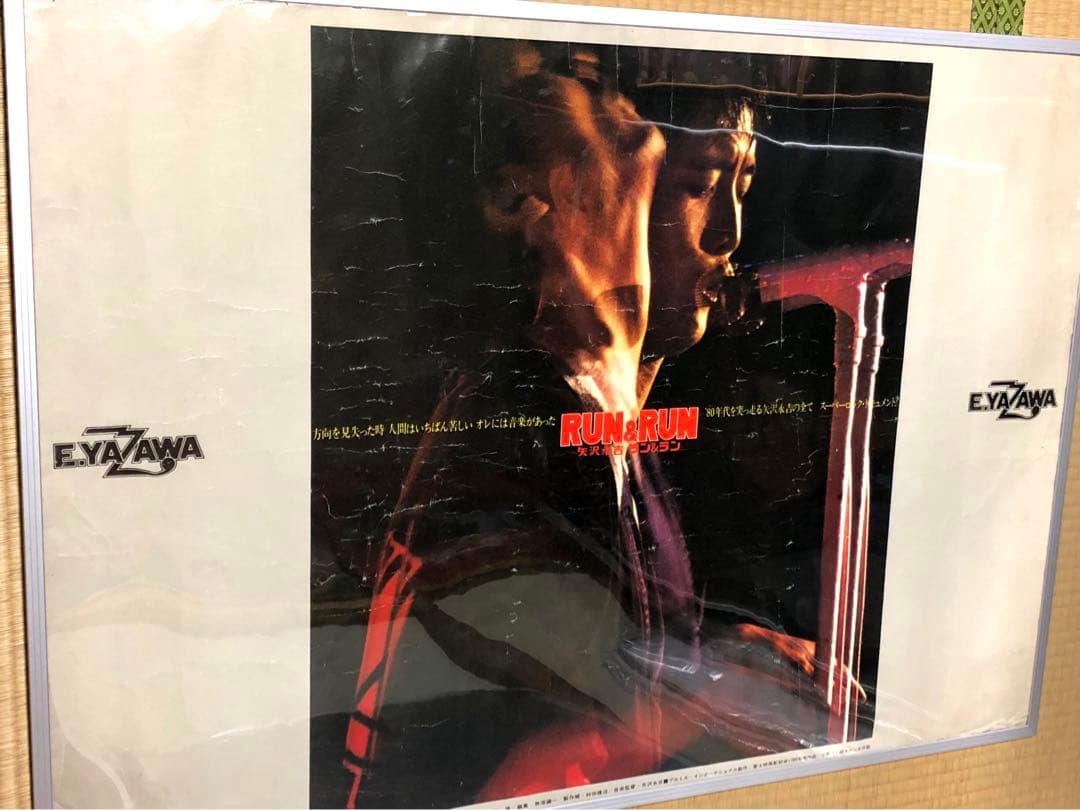 E.YAZAWA
方向を見失った時 人間はいちばん苦しい オレには音楽があった
RUN&RUN
矢沢永吉 ラン&ラン
'80年代を突っ走る矢沢永吉の全て スーパーロック・ドキュメント
E.YAZAWA